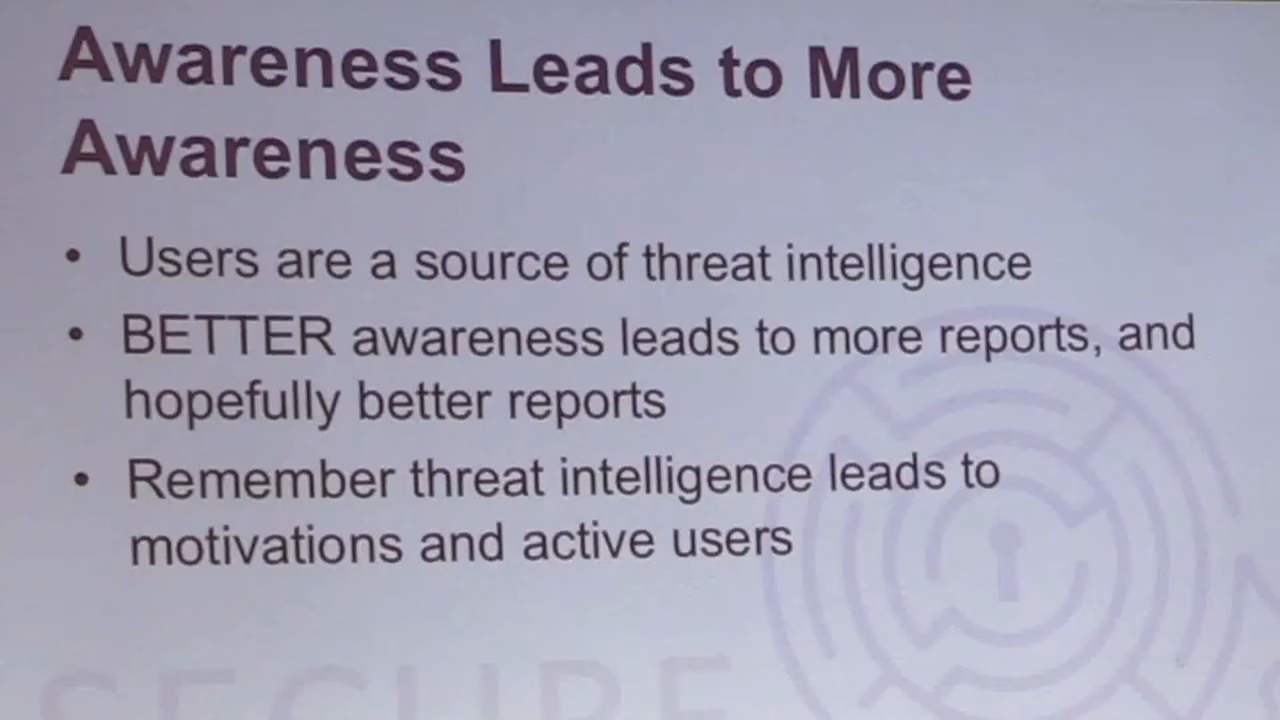 Awareness Leads to More
Awareness
• Users are a source of threat intelligence
• BETTER awareness leads to more reports, and
hopefully better reports
• Remember threat intelligence leads to
motivations and active users
SECURE